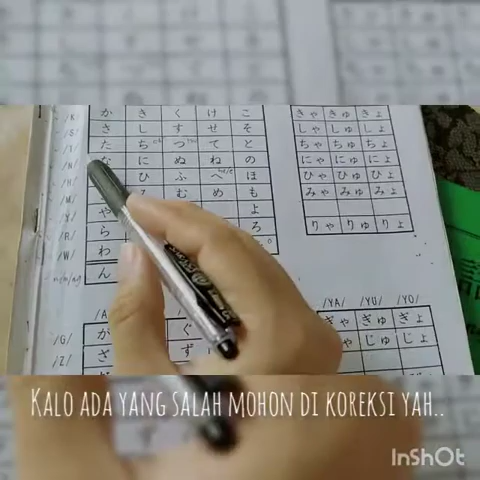 /K/ か き く け こ きゃ きゅ きょ
/S/ さ し す せ そ しゃ しゅ しょ
/T/ た ち つ て と ちゃ ちゅ ちょ
/N/ な に ぬ ね の にゃ にゅ にょ
/H/ ひ ふ へ ほ ひゃ ひゅ ひょ
/M/ む め も みゃ みゅ みょ
/Y/ や よ
/R/ ら ろ りゃ りゅ りょ
/W/ わ
n/m/ng ん
/YA/ /YU/ /YO/
/G/ が ぐ ぎゃ ぎゅ ぎょ
/Z/ ざ ず じゅ じょ
語
KALO ADA YANG SALAH MOHON DI KOREKSI YAH..
InShOt